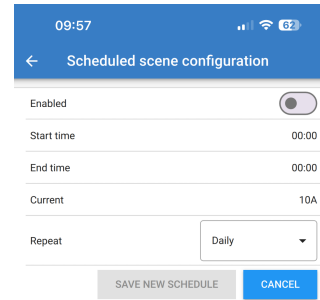 09:57
62
Scheduled scene configuration
Enabled
Start time 00:00
End time 00:00
Current 10A
Repeat Daily
SAVE NEW SCHEDULE CANCEL